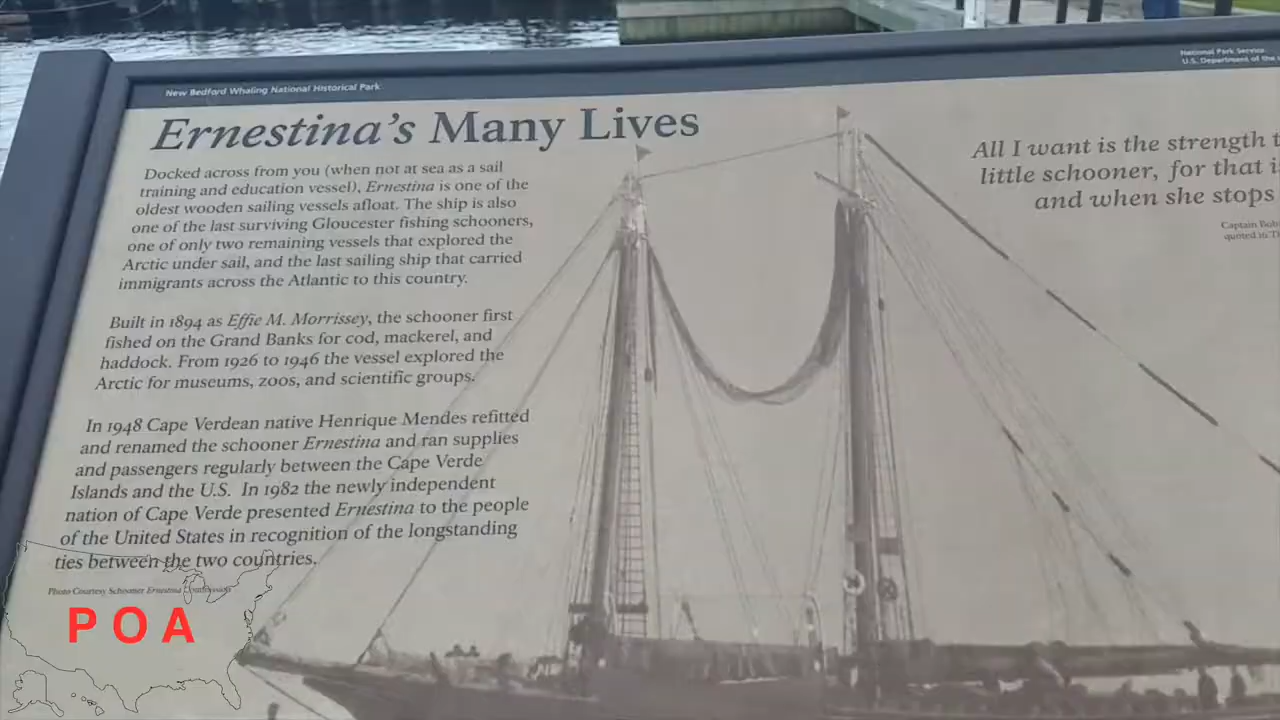 New Bedford Whaling National Historical Park
National Park Service
U.S. Department of the
Ernestina's Many Lives
Docked across from you (when not at sea as a sail
training and education vessel), Ernestina is one of the
oldest wooden sailing vessels afloat. The ship is also
one of the last surviving Gloucester fishing schooners,
one of only two remaining vessels that explored the
Arctic under sail, and the last sailing ship that carried
immigrants across the Atlantic to this country.
Built in 1894 as Effie M. Morrissey, the schooner first
fished on the Grand Banks for cod, mackerel, and
haddock. From 1926 to 1946 the vessel explored the
Arctic for museums, zoos, and scientific groups.
In 1948 Cape Verdean native Henrique Mendes refitted
and renamed the schooner Ernestina and ran supplies
and passengers regularly between the Cape Verde
Islands and the U.S. In 1982 the newly independent
nation of Cape Verde presented Ernestina to the people
of the United States in recognition of the longstanding
ties between the two countries.
Photo Courtesy Schooner Ernestina Commission
All I want is the strength
little schooner, for that
and when she stops
Captain
quoted in
POA